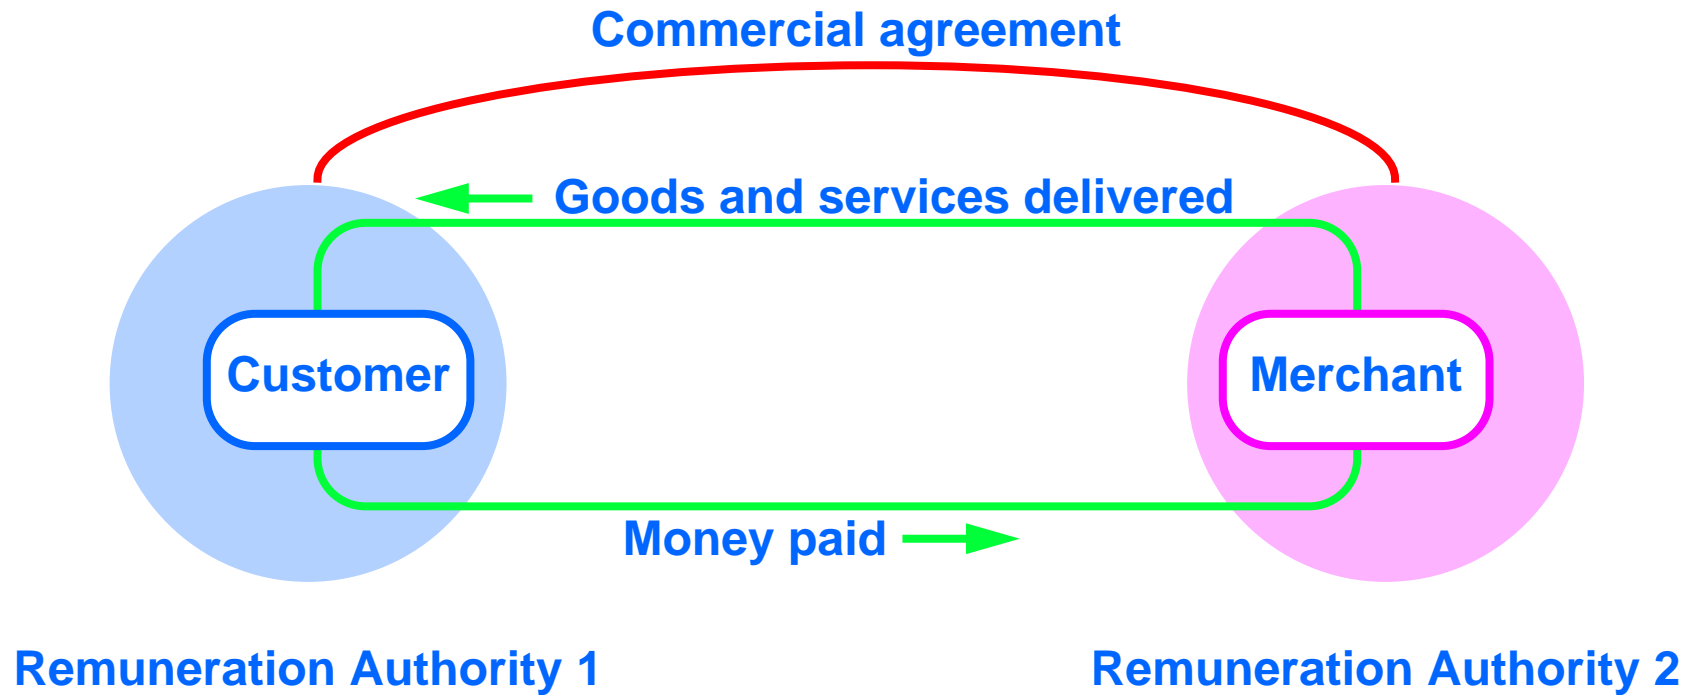 Commercial agreement
Goods and services delivered
Customer
Merchant
Money paid
Remuneration Authority 1
Remuneration Authority 2